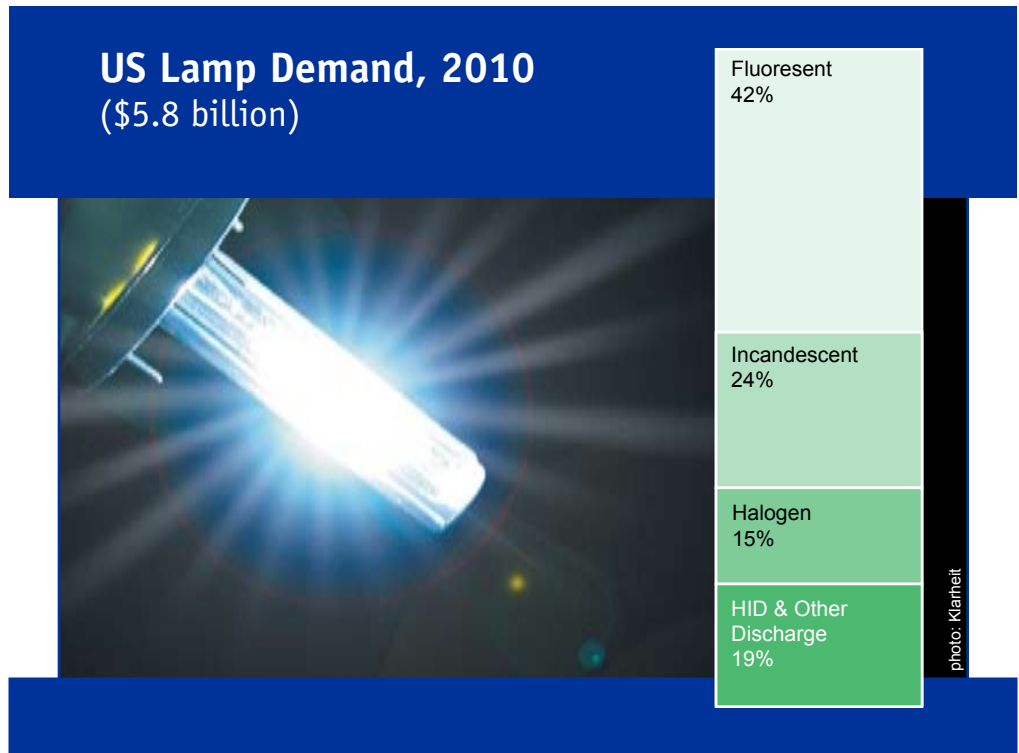 US Lamp Demand, 2010
($5.8 billion)
Fluoresent
42%
Incandescent
24%
Halogen
15%
HID & Other
Discharge
19%
photo: Klarheit